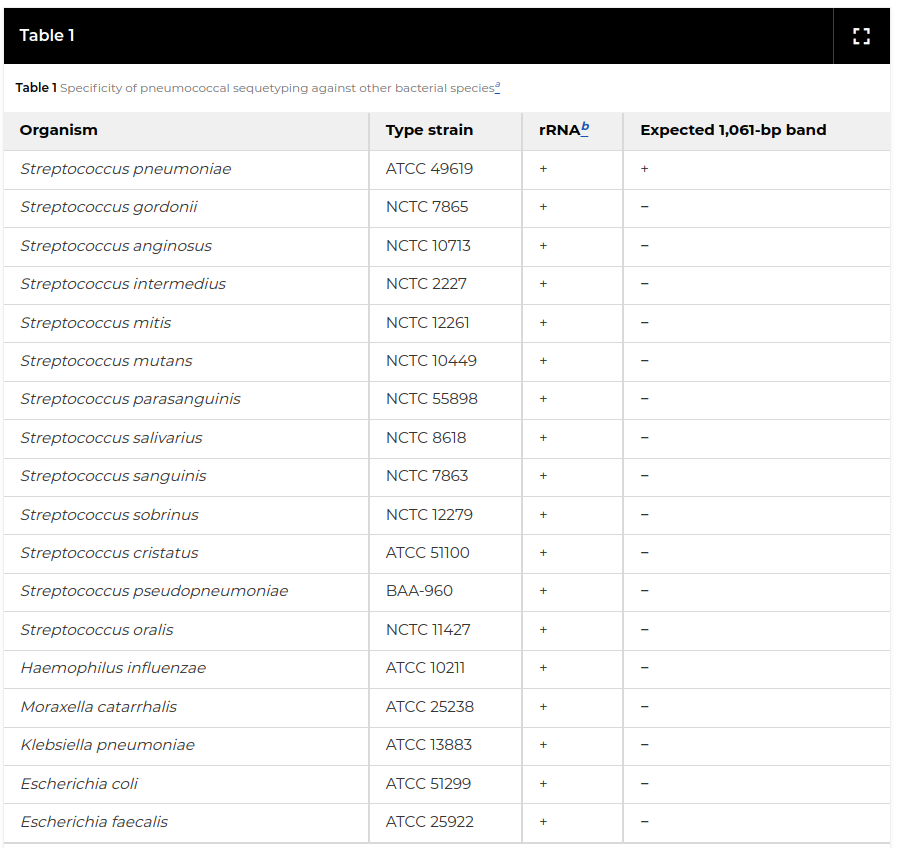 Table 1
Table 1 Specificity of pneumococcal sequetyping against other bacterial species a
Organism Type strain rRNA b Expected 1,061-bp band
Streptococcus pneumoniae ATCC 49619 + +
Streptococcus gordonii NCTC 7865 + −
Streptococcus anginosus NCTC 10713 + −
Streptococcus intermedius NCTC 2227 + −
Streptococcus mitis NCTC 12261 + −
Streptococcus mutans NCTC 10449 + −
Streptococcus parasanguinis NCTC 55898 + −
Streptococcus salivarius NCTC 8618 + −
Streptococcus sanguinis NCTC 7863 + −
Streptococcus sobrinus NCTC 12279 + −
Streptococcus cristatus ATCC 51100 + −
Streptococcus pseudopneumoniae BAA-960 + −
Streptococcus oralis NCTC 11427 + −
Haemophilus influenzae ATCC 10211 + −
Moraxella catarrhalis ATCC 25238 + −
Klebsiella pneumoniae ATCC 13883 + −
Escherichia coli ATCC 51299 + −
Escherichia faecalis ATCC 25922 + −